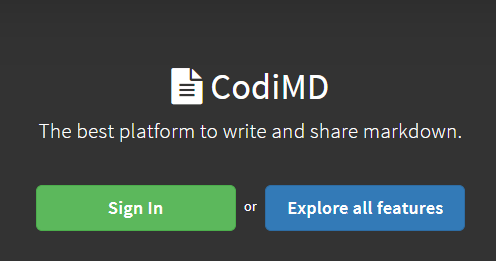 CodiMD
The best platform to write and share markdown.
Sign In or Explore all features